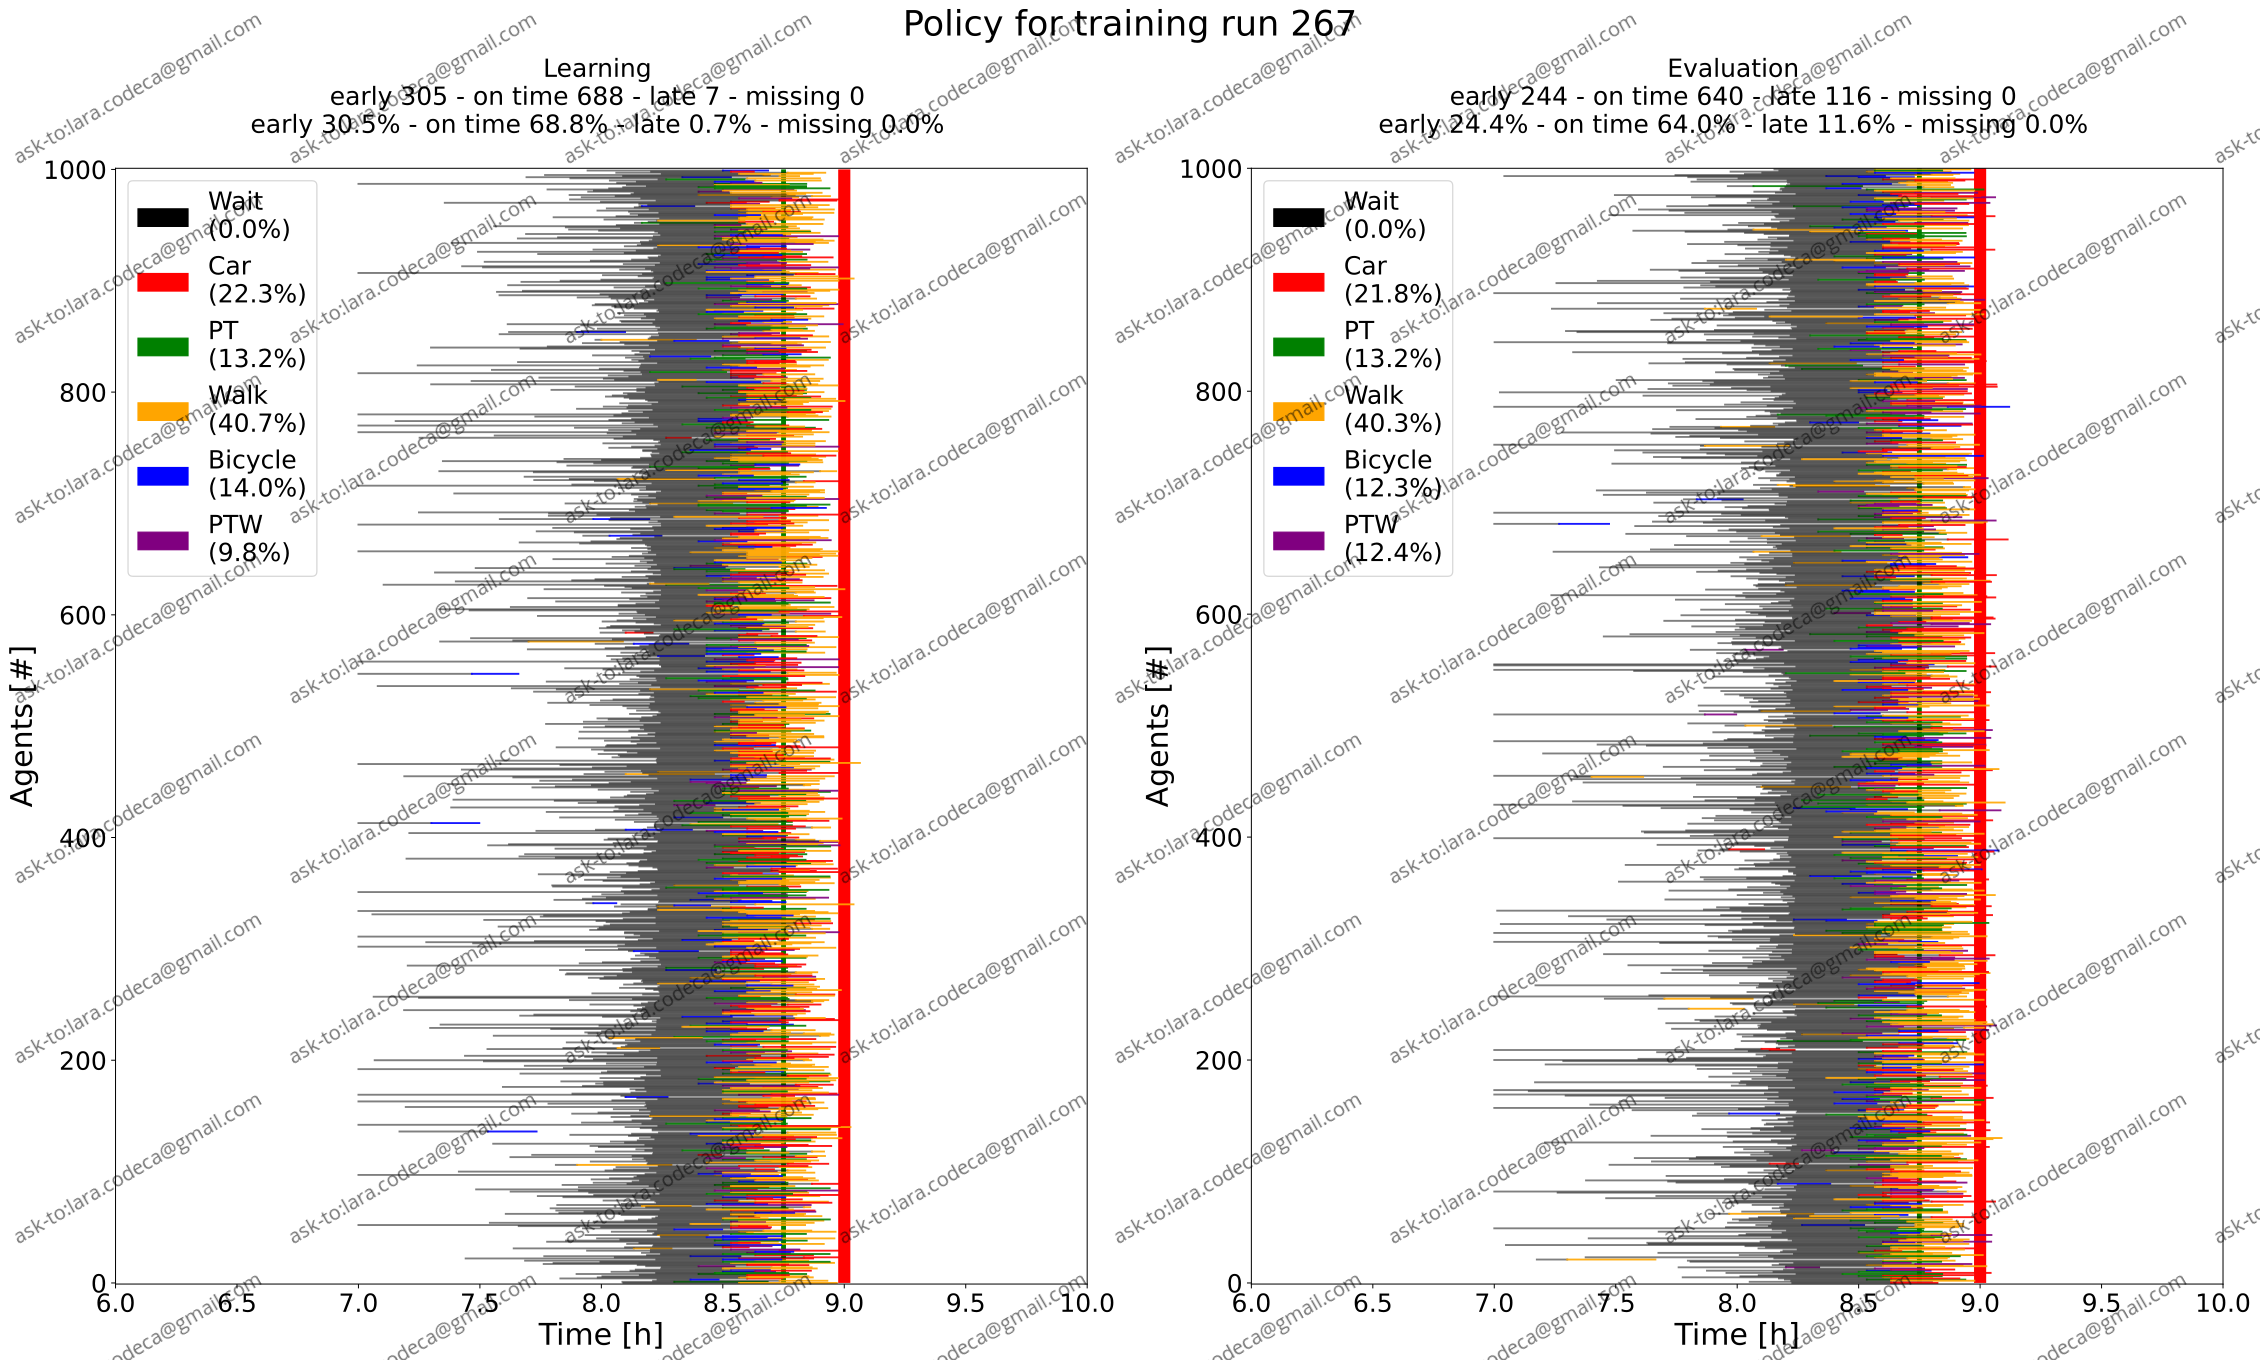 Policy for training run 267
Learning
early 305 - on time 688 - late 7 - missing 0
early 30.5% - on time 68.8% - late 0.7% - missing 0.0%
Agents [#]
1000
800
600
400
200
0
Wait
(0.0%)
Car
(22.3%)
PT
(13.2%)
Walk
(40.7%)
Bicycle
(14.0%)
PTW
(9.8%)
6.0 6.5 7.0 7.5 8.0 8.5 9.0 9.5 10.0
Time [h]
Evaluation
early 244 - on time 640 - late 116 - missing 0
early 24.4% - on time 64.0% - late 11.6% - missing 0.0%
Agents [#]
1000
800
600
400
200
0
Wait
(0.0%)
Car
(21.8%)
PT
(13.2%)
Walk
(40.3%)
Bicycle
(12.3%)
PTW
(12.4%)
6.0 6.5 7.0 7.5 8.0 8.5 9.0 9.5 10.0
Time [h]
ask-to:lara.codeca@gmail.com